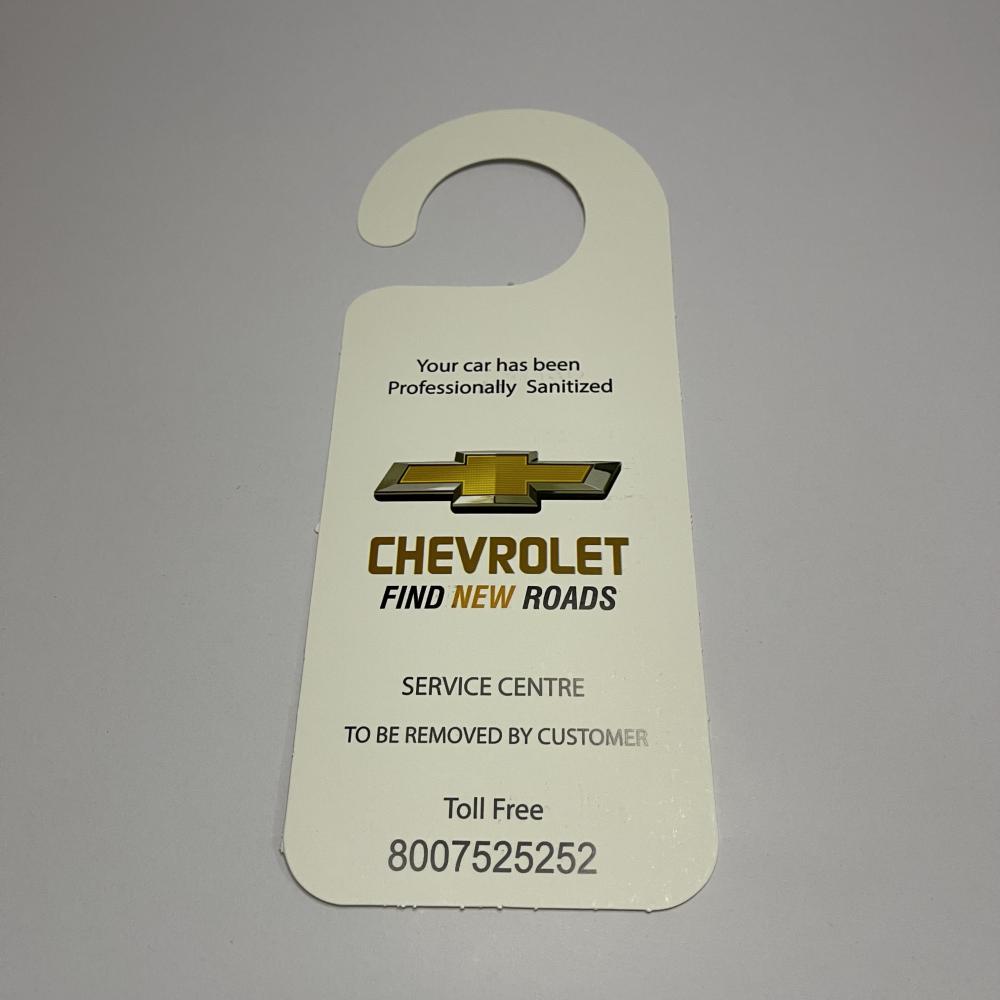 Your car has been
Professionally Sanitized
CHEVROLET
FIND NEW ROADS
SERVICE CENTRE
TO BE REMOVED BY CUSTOMER
Toll Free
8007525252